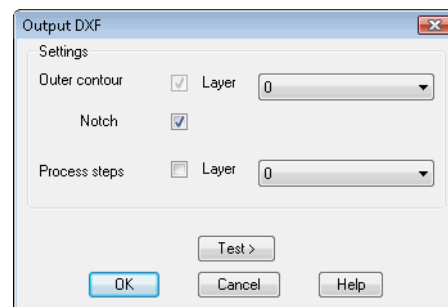 Output DXF
Settings
Outer contour Layer 0
Notch
Process steps Layer 0
Test >
OK Cancel Help